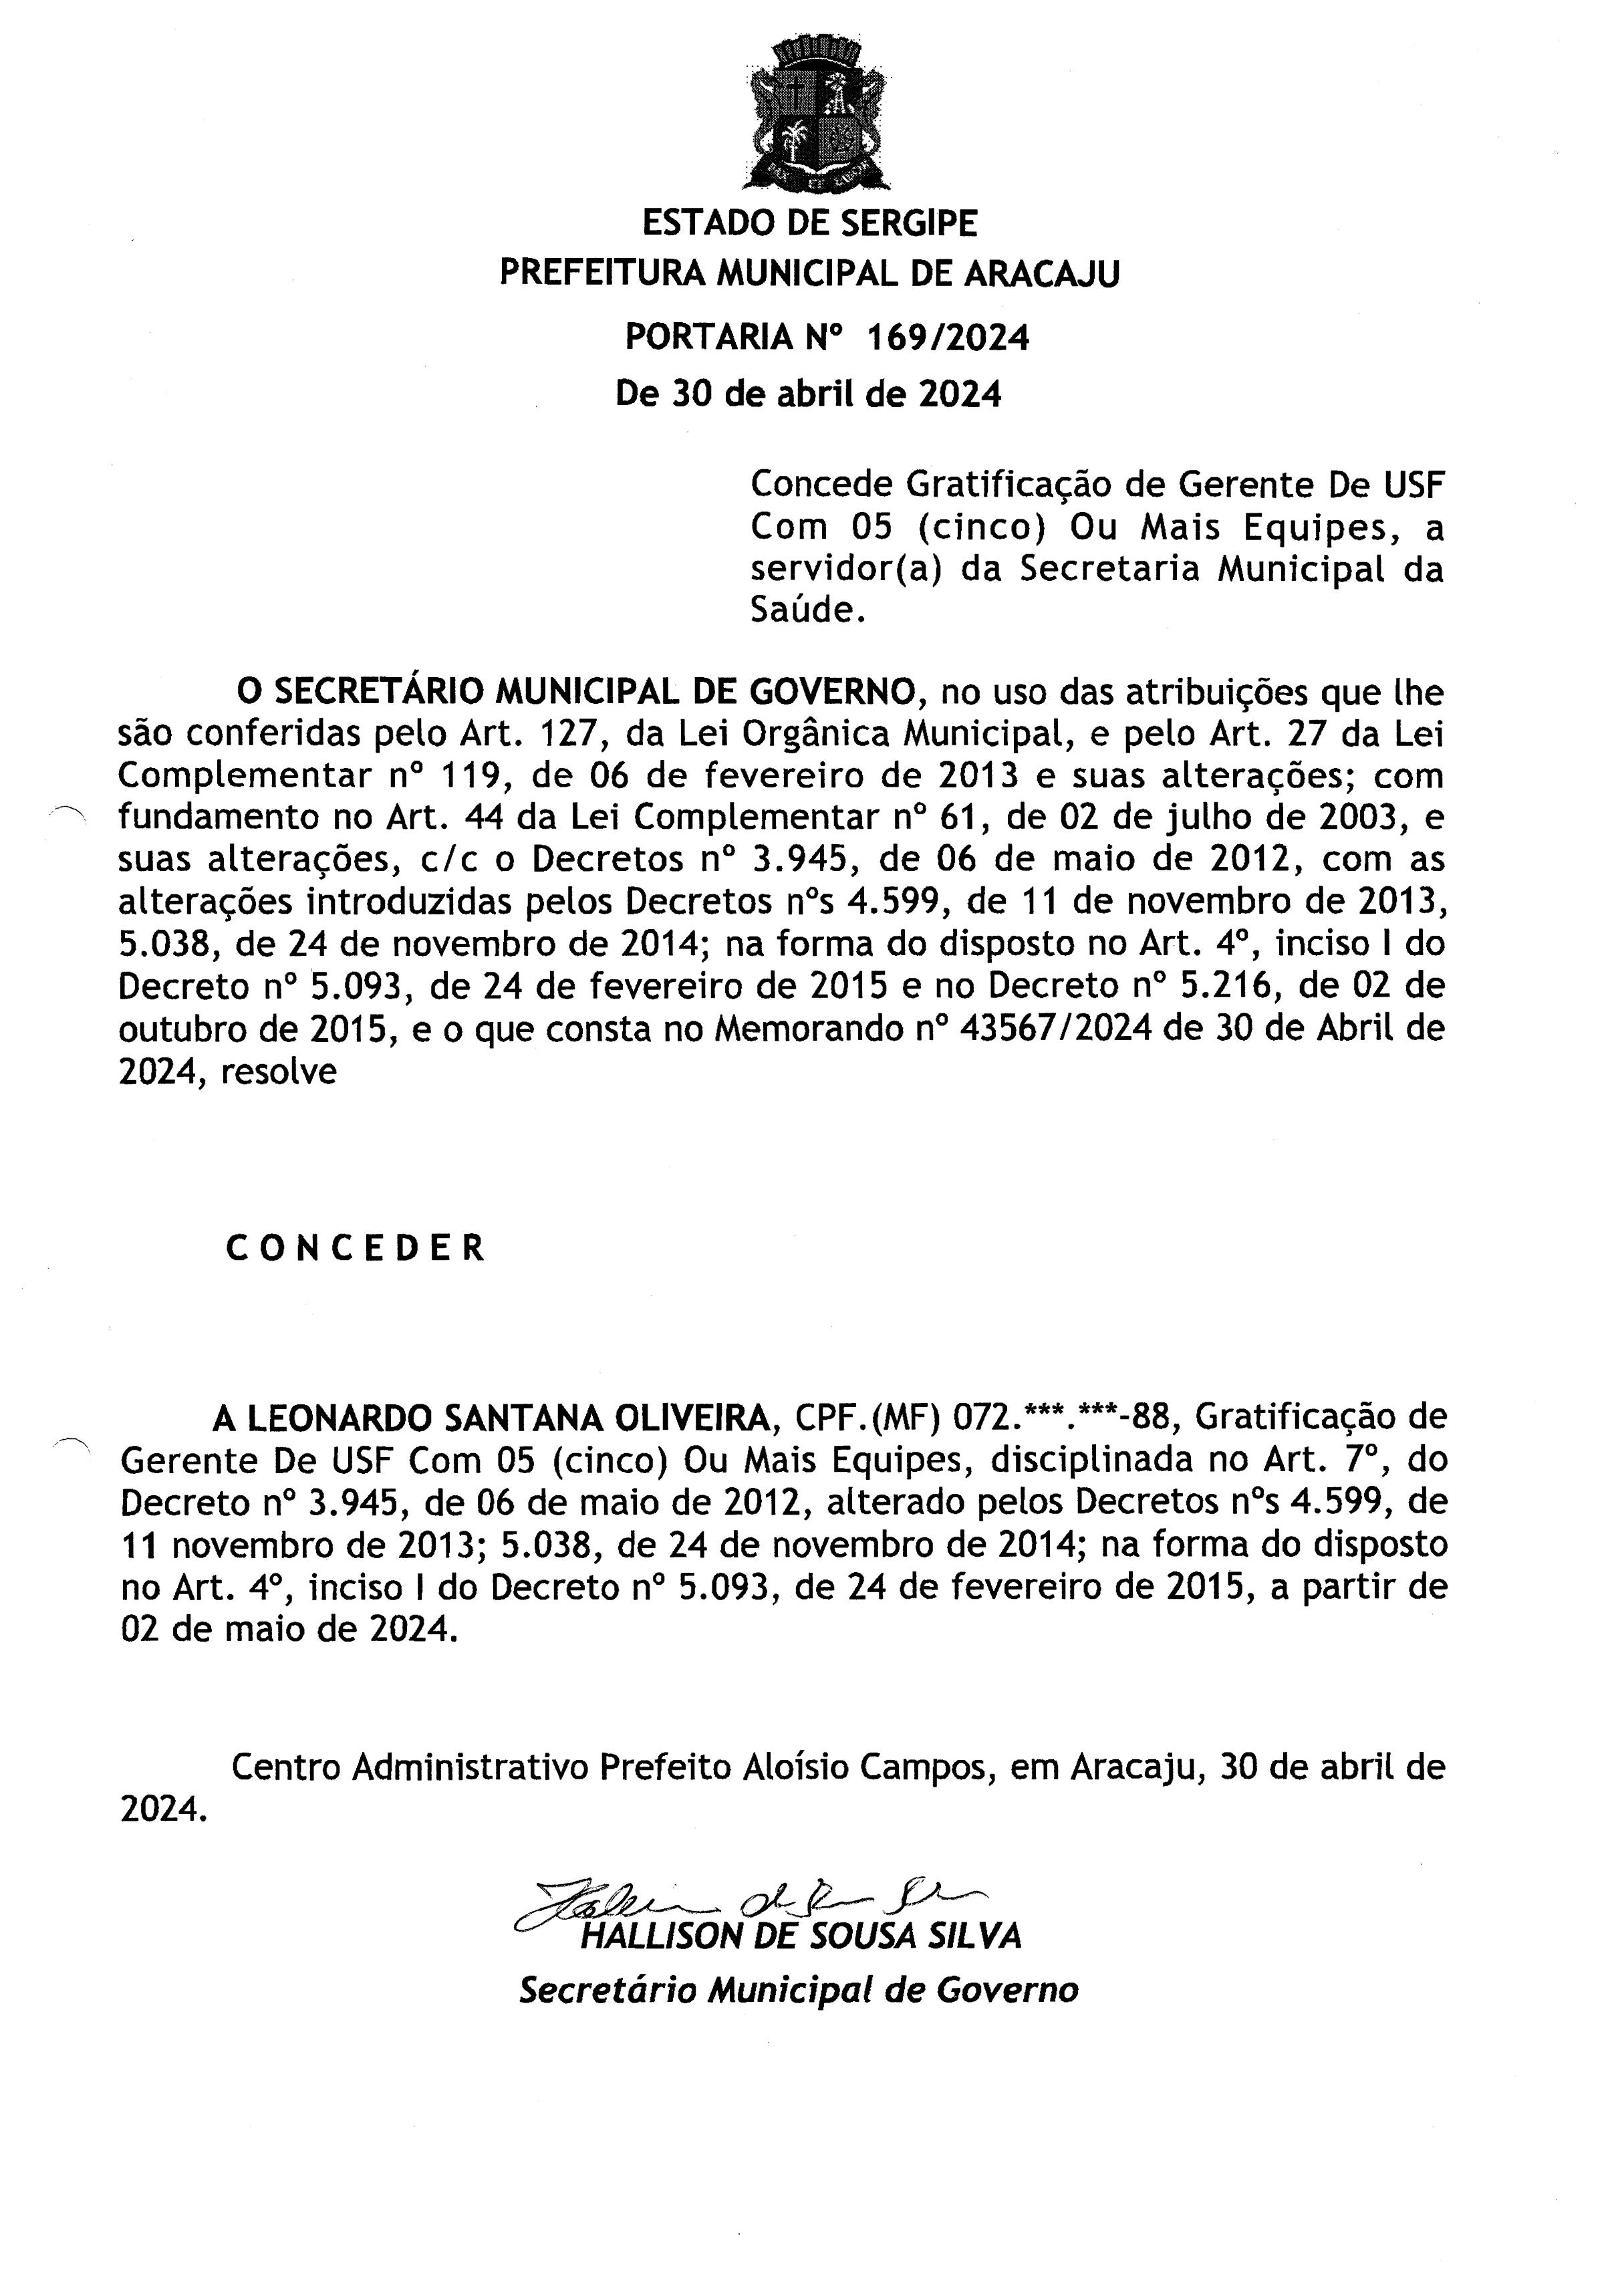 PAX ET LABOR
ESTADO DE SERGIPE
PREFEITURA MUNICIPAL DE ARACAJU
PORTARIA Nº 169/2024
De 30 de abril de 2024
Concede Gratificação de Gerente De USF
Com 05 (cinco) Ou Mais Equipes, a
servidor(a) da Secretaria Municipal da
Saúde.
O SECRETÁRIO MUNICIPAL DE GOVERNO, no uso das atribuições que lhe
são conferidas pelo Art. 127, da Lei Orgânica Municipal, e pelo Art. 27 da Lei
Complementar nº 119, de 06 de fevereiro de 2013 e suas alterações; com
fundamento no Art. 44 da Lei Complementar nº 61, de 02 de julho de 2003, e
suas alterações, c/c o Decretos nº 3.945, de 06 de maio de 2012, com as
alterações introduzidas pelos Decretos nºs 4.599, de 11 de novembro de 2013,
5.038, de 24 de novembro de 2014; na forma do disposto no Art. 4º, inciso I do
Decreto nº 5.093, de 24 de fevereiro de 2015 e no Decreto nº 5.216, de 02 de
outubro de 2015, e o que consta no Memorando nº 43567/2024 de 30 de Abril de
2024, resolve
C O N C E D E R
A LEONARDO SANTANA OLIVEIRA, CPF.(MF) 072.***.***-88, Gratificação de
Gerente De USF Com 05 (cinco) Ou Mais Equipes, disciplinada no Art. 7º, do
Decreto nº 3.945, de 06 de maio de 2012, alterado pelos Decretos nºs 4.599, de
11 novembro de 2013; 5.038, de 24 de novembro de 2014; na forma do disposto
no Art. 4º, inciso I do Decreto nº 5.093, de 24 de fevereiro de 2015, a partir de
02 de maio de 2024.
Centro Administrativo Prefeito Aloísio Campos, em Aracaju, 30 de abril de
2024.
HALLISON DE SOUSA SILVA
Secretário Municipal de Governo